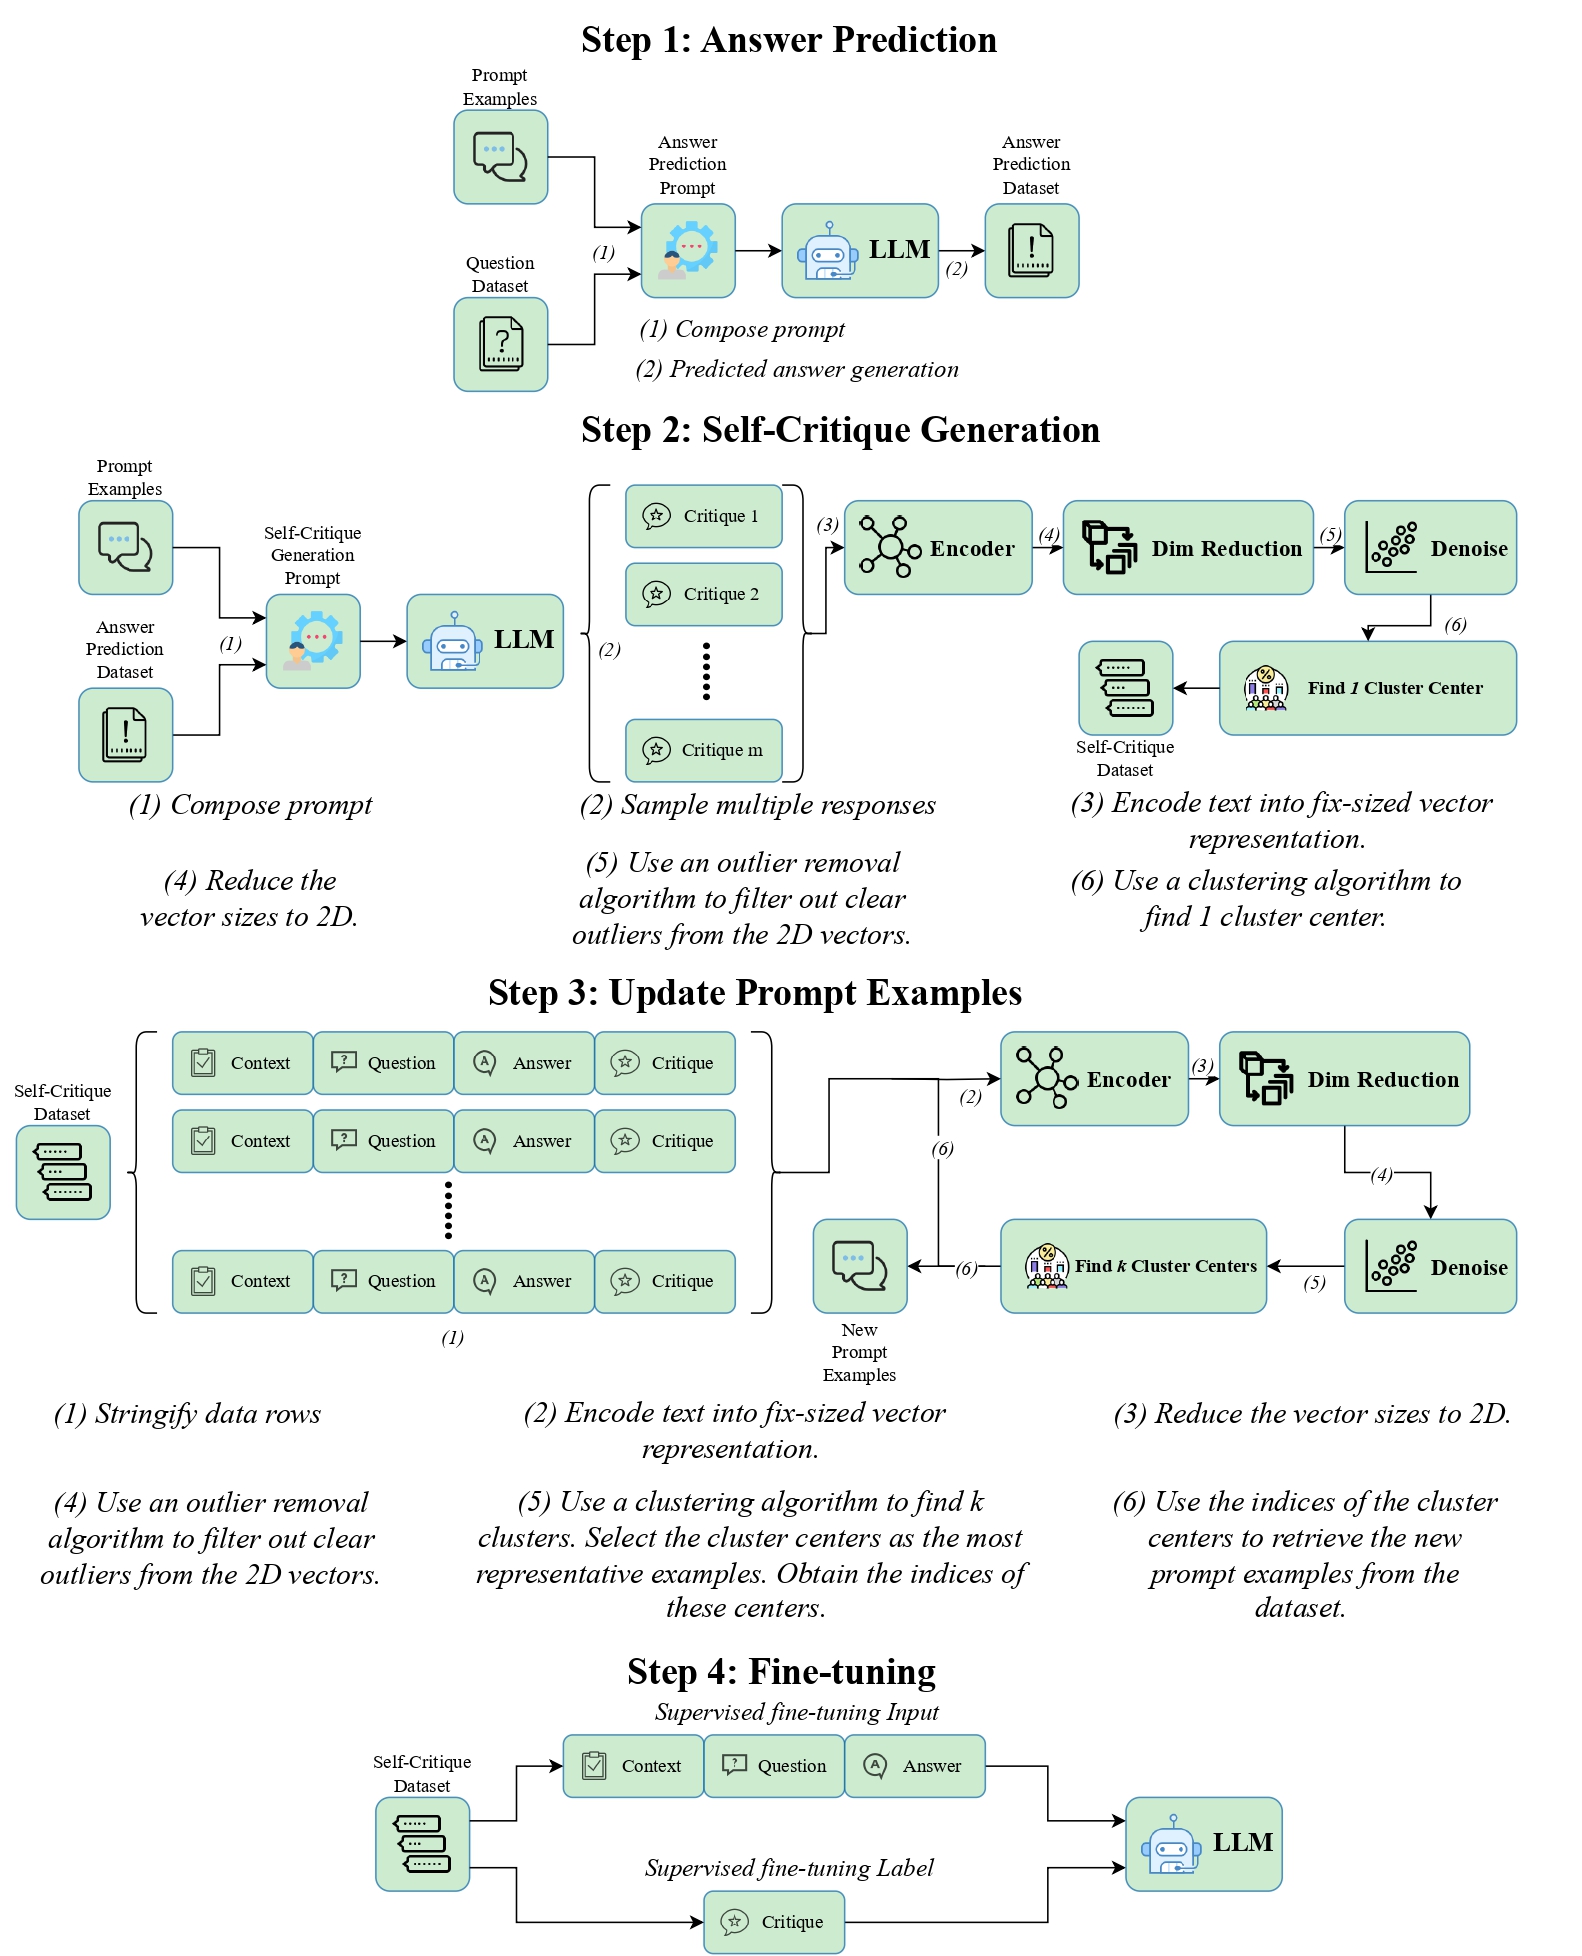 Step 1: Answer Prediction
Prompt
Examples
Question
Dataset
(1)
Answer
Prediction
Prompt
LLM
(2)
Answer
Prediction
Dataset
(1) Compose prompt
(2) Predicted answer generation
Step 2: Self-Critique Generation
Prompt
Examples
Answer
Prediction
Dataset
(1)
Self-Critique
Generation
Prompt
LLM
(2)
Critique 1
Critique 2
Critique m
(3)
Encoder
(4)
Dim Reduction
(5)
Denoise
(6)
Find 1 Cluster Center
Self-Critique
Dataset
(1) Compose prompt
(2) Sample multiple responses
(3) Encode text into fix-sized vector
representation.
(4) Reduce the
vector sizes to 2D.
(5) Use an outlier removal
algorithm to filter out clear
outliers from the 2D vectors.
(6) Use a clustering algorithm to
find 1 cluster center.
Step 3: Update Prompt Examples
Self-Critique
Dataset
Context Question Answer Critique
Context Question Answer Critique
Context Question Answer Critique
(1)
(2)
Encoder
(3)
Dim Reduction
(4)
Denoise
(5)
Find k Cluster Centers
(6)
(6)
New
Prompt
Examples
(1) Stringify data rows
(2) Encode text into fix-sized vector
representation.
(3) Reduce the vector sizes to 2D.
(4) Use an outlier removal
algorithm to filter out clear
outliers from the 2D vectors.
(5) Use a clustering algorithm to find k
clusters. Select the cluster centers as the most
representative examples. Obtain the indices of
these centers.
(6) Use the indices of the cluster
centers to retrieve the new
prompt examples from the
dataset.
Step 4: Fine-tuning
Supervised fine-tuning Input
Self-Critique
Dataset
Context Question Answer
Supervised fine-tuning Label
Critique
LLM